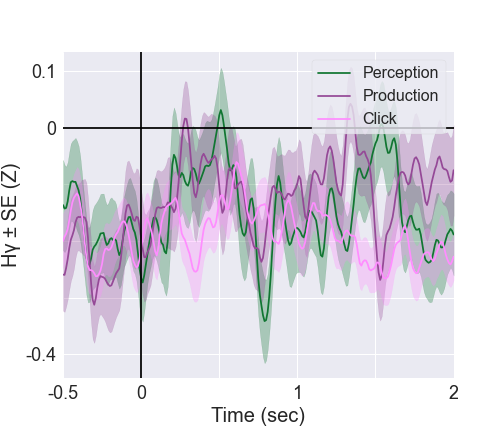 Perception
Production
Click
0.1
0
-0.4
Hγ ± SE (Z)
-0.5
0
1
2
Time (sec)